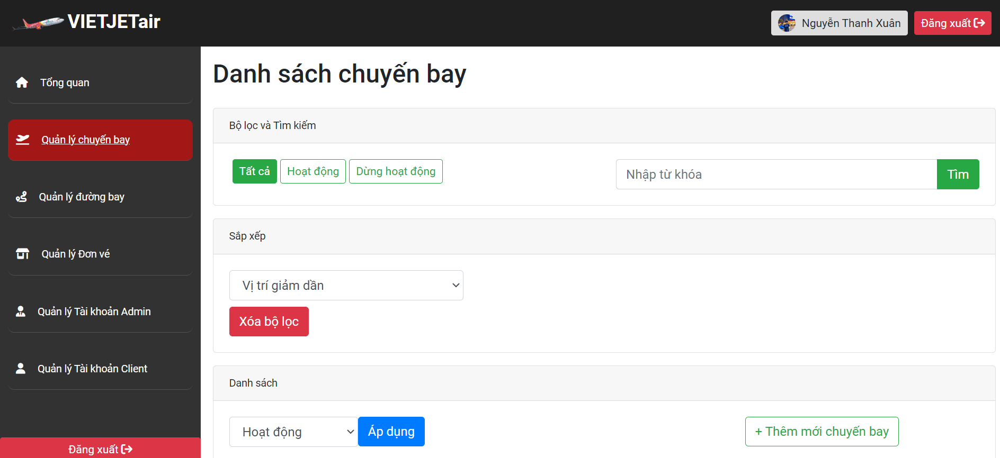 VIETJETair
Nguyễn Thanh Xuân
Đăng xuất
Tổng quan
Quản lý chuyến bay
Quản lý đường bay
Quản lý Đơn vé
Quản lý Tài khoản Admin
Quản lý Tài khoản Client
Đăng xuất
Danh sách chuyến bay
Bộ lọc và Tìm kiếm
Tất cả Hoạt động Dừng hoạt động
Nhập từ khóa Tìm
Sắp xếp
Vị trí giảm dần
Xóa bộ lọc
Danh sách
Hoạt động Áp dụng
+ Thêm mới chuyến bay